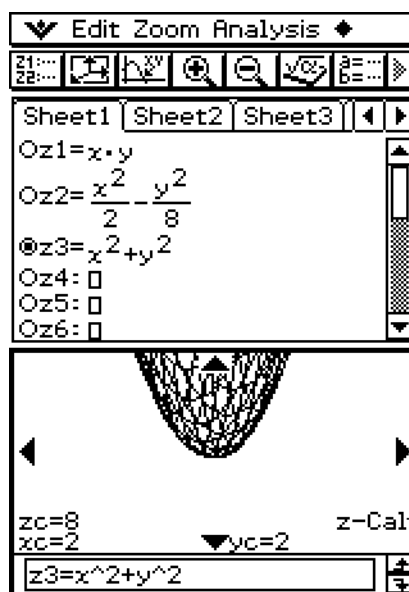 Edit Zoom Analysis ◆
Sheet1 Sheet2 Sheet3
z1=x·y
z2=x²/2-y²/8
z3=x²+y²
z4:▯
z5:▯
z6:▯
zc=8 z-Cal
xc=2 yc=2
z3=x^2+y^2